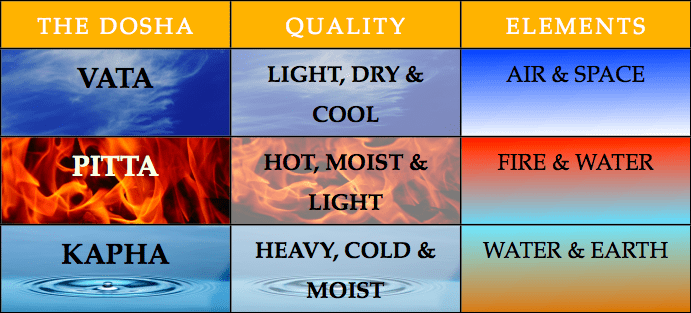 THE DOSHA QUALITY ELEMENTS
VATA LIGHT, DRY & AIR & SPACE
COOL
PITTA HOT, MOIST & FIRE & WATER
LIGHT
KAPHA HEAVY, COLD & WATER & EARTH
MOIST